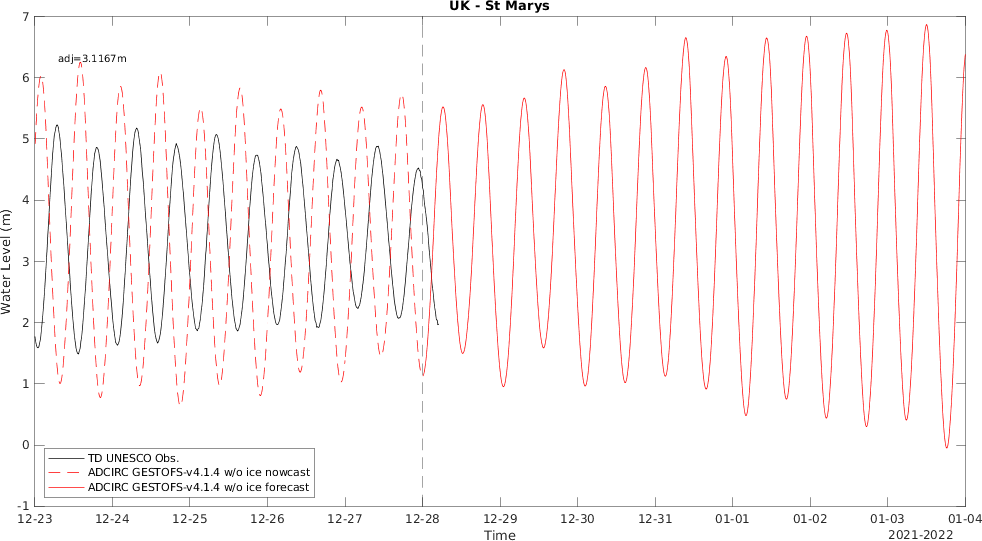 UK - St Marys
adj=3.1167m
Water Level (m)
7
6
5
4
3
2
1
0
-1
TD UNESCO Obs.
ADCIRC GESTOFS-v4.1.4 w/o ice nowcast
ADCIRC GESTOFS-v4.1.4 w/o ice forecast
12-23 12-24 12-25 12-26 12-27 12-28 12-29 12-30 12-31 01-01 01-02 01-03 01-04
Time
2021-2022